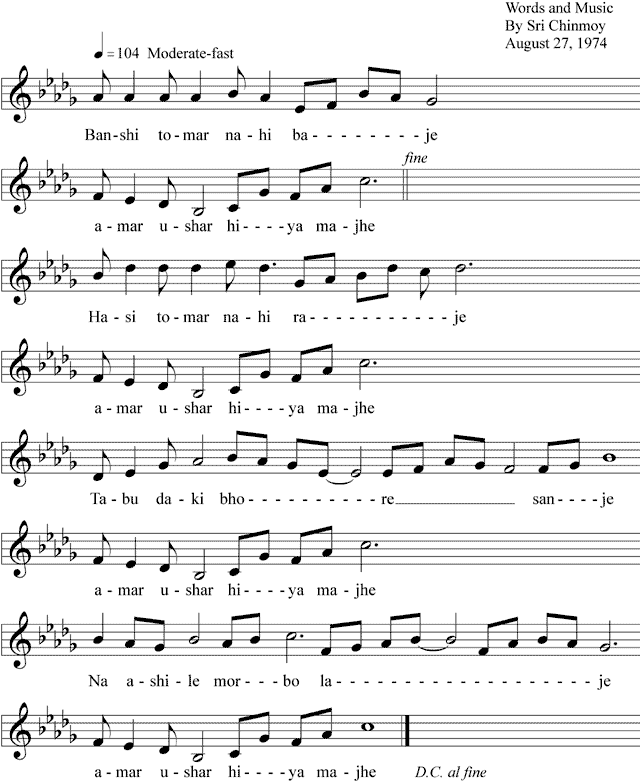 Words and Music
By Sri Chinmoy
August 27, 1974
♩ = 104 Moderate-fast
Ban-shi to-mar na-hi ba--------je
fine
a-mar u-shar hi----ya ma-jhe
Ha-si to-mar na-hi ra----------je
a-mar u-shar hi----ya ma-jhe
Ta-bu da-ki bho---------re______________ san----je
a-mar u-shar hi----ya ma-jhe
Na a-shi-le mor--bo la------------------je
a-mar u-shar hi----ya ma-jhe
D.C. al fine